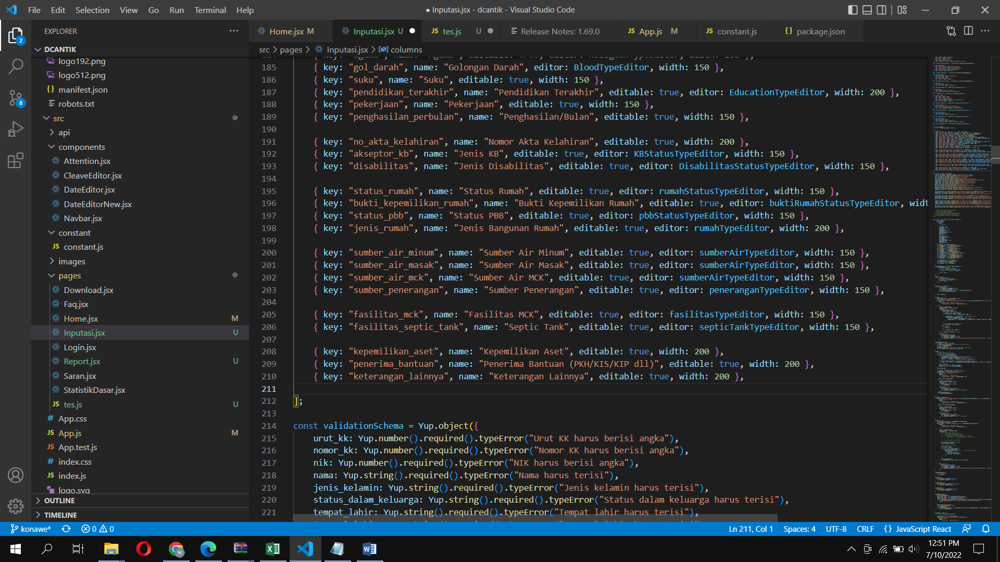 File Edit Selection View Go Run Terminal Help
● Inputasi.jsx - dcantik - Visual Studio Code
EXPLORER
DCANTIK
logo192.png
logo512.png
manifest.json
robots.txt
src
api
components
Attention.jsx
CleaveEditor.jsx
DateEditor.jsx
DateEditorNew.jsx
Navbar.jsx
constant
JS constant.js
images
pages
Download.jsx
Faq.jsx
Home.jsx M
Inputasi.jsx U
Login.jsx
Report.jsx U
Saran.jsx
StatistikDasar.jsx
JS tes.js U
# App.css
JS App.js M
JS App.test.js
# index.css
JS index.js
logo.svg
OUTLINE
TIMELINE
2
8
Home.jsx M Inputasi.jsx U JS tes.js U Release Notes: 1.69.0 JS App.js M JS constant.js {} package.json
src > pages > Inputasi.jsx > columns
185 { key: "gol_darah", name: "Golongan Darah", editor: BloodTypeEditor, width: 150 },
186 { key: "suku", name: "Suku", editable: true, width: 150 },
187 { key: "pendidikan_terakhir", name: "Pendidikan Terakhir", editable: true, editor: EducationTypeEditor, width: 200 },
188 { key: "pekerjaan", name: "Pekerjaan", editable: true, width: 150 },
189 { key: "penghasilan_perbulan", name: "Penghasilan/Bulan", editable: true, width: 150 },
190
191 { key: "no_akta_kelahiran", name: "Nomor Akta Kelahiran", editable: true, width: 200 },
192 { key: "akseptor_kb", name: "Jenis KB", editable: true, editor: KBStatusTypeEditor, width: 150 },
193 { key: "disabilitas", name: "Jenis Disabilitas", editable: true, editor: DisabilitasStatusTypeEditor, width: 150 },
194
195 { key: "status_rumah", name: "Status Rumah", editable: true, editor: rumahStatusTypeEditor, width: 150 },
196 { key: "bukti_kepemilikan_rumah", name: "Bukti Kepemilikan Rumah", editable: true, editor: buktiRumahStatusTypeEditor, widt
197 { key: "status_pbb", name: "Status PBB", editable: true, editor: pbbStatusTypeEditor, width: 150 },
198 { key: "jenis_rumah", name: "Jenis Bangunan Rumah", editable: true, editor: rumahTypeEditor, width: 200 },
199
200 { key: "sumber_air_minum", name: "Sumber Air Minum", editable: true, editor: sumberAirTypeEditor, width: 150 },
201 { key: "sumber_air_masak", name: "Sumber Air Masak", editable: true, editor: sumberAirTypeEditor, width: 150 },
202 { key: "sumber_air_mck", name: "Sumber Air MCK", editable: true, editor: sumberAirTypeEditor, width: 150 },
203 { key: "sumber_penerangan", name: "Sumber Penerangan", editable: true, editor: peneranganTypeEditor, width: 150 },
204
205 { key: "fasilitas_mck", name: "Fasilitas MCK", editable: true, editor: fasilitasTypeEditor, width: 150 },
206 { key: "fasilitas_septic_tank", name: "Septic Tank", editable: true, editor: septicTankTypeEditor, width: 150 },
207
208 { key: "kepemilikan_aset", name: "Kepemilikan Aset", editable: true, width: 200 },
209 { key: "penerima_bantuan", name: "Penerima Bantuan (PKH/KIS/KIP dll)", editable: true, width: 200 },
210 { key: "keterangan_lainnya", name: "Keterangan Lainnya", editable: true, width: 200 },
211
212 ];
213
214 const validationSchema = Yup.object({
215 urut_kk: Yup.number().required().typeError("Urut KK harus berisi angka"),
216 nomor_kk: Yup.number().required().typeError("Nomor KK harus berisi angka"),
217 nik: Yup.number().required().typeError("NIK harus berisi angka"),
218 nama: Yup.string().required().typeError("Nama harus terisi"),
219 jenis_kelamin: Yup.string().required().typeError("Jenis kelamin harus terisi"),
220 status_dalam_keluarga: Yup.string().required().typeError("Status dalam keluarga harus terisi"),
221 tempat_lahir: Yup.string().required().typeError("Tempat lahir harus terisi"),
konawe* 0 0 Ln 211, Col 1 Spaces: 4 UTF-8 CRLF {} JavaScript React
12:51 PM
7/10/2022